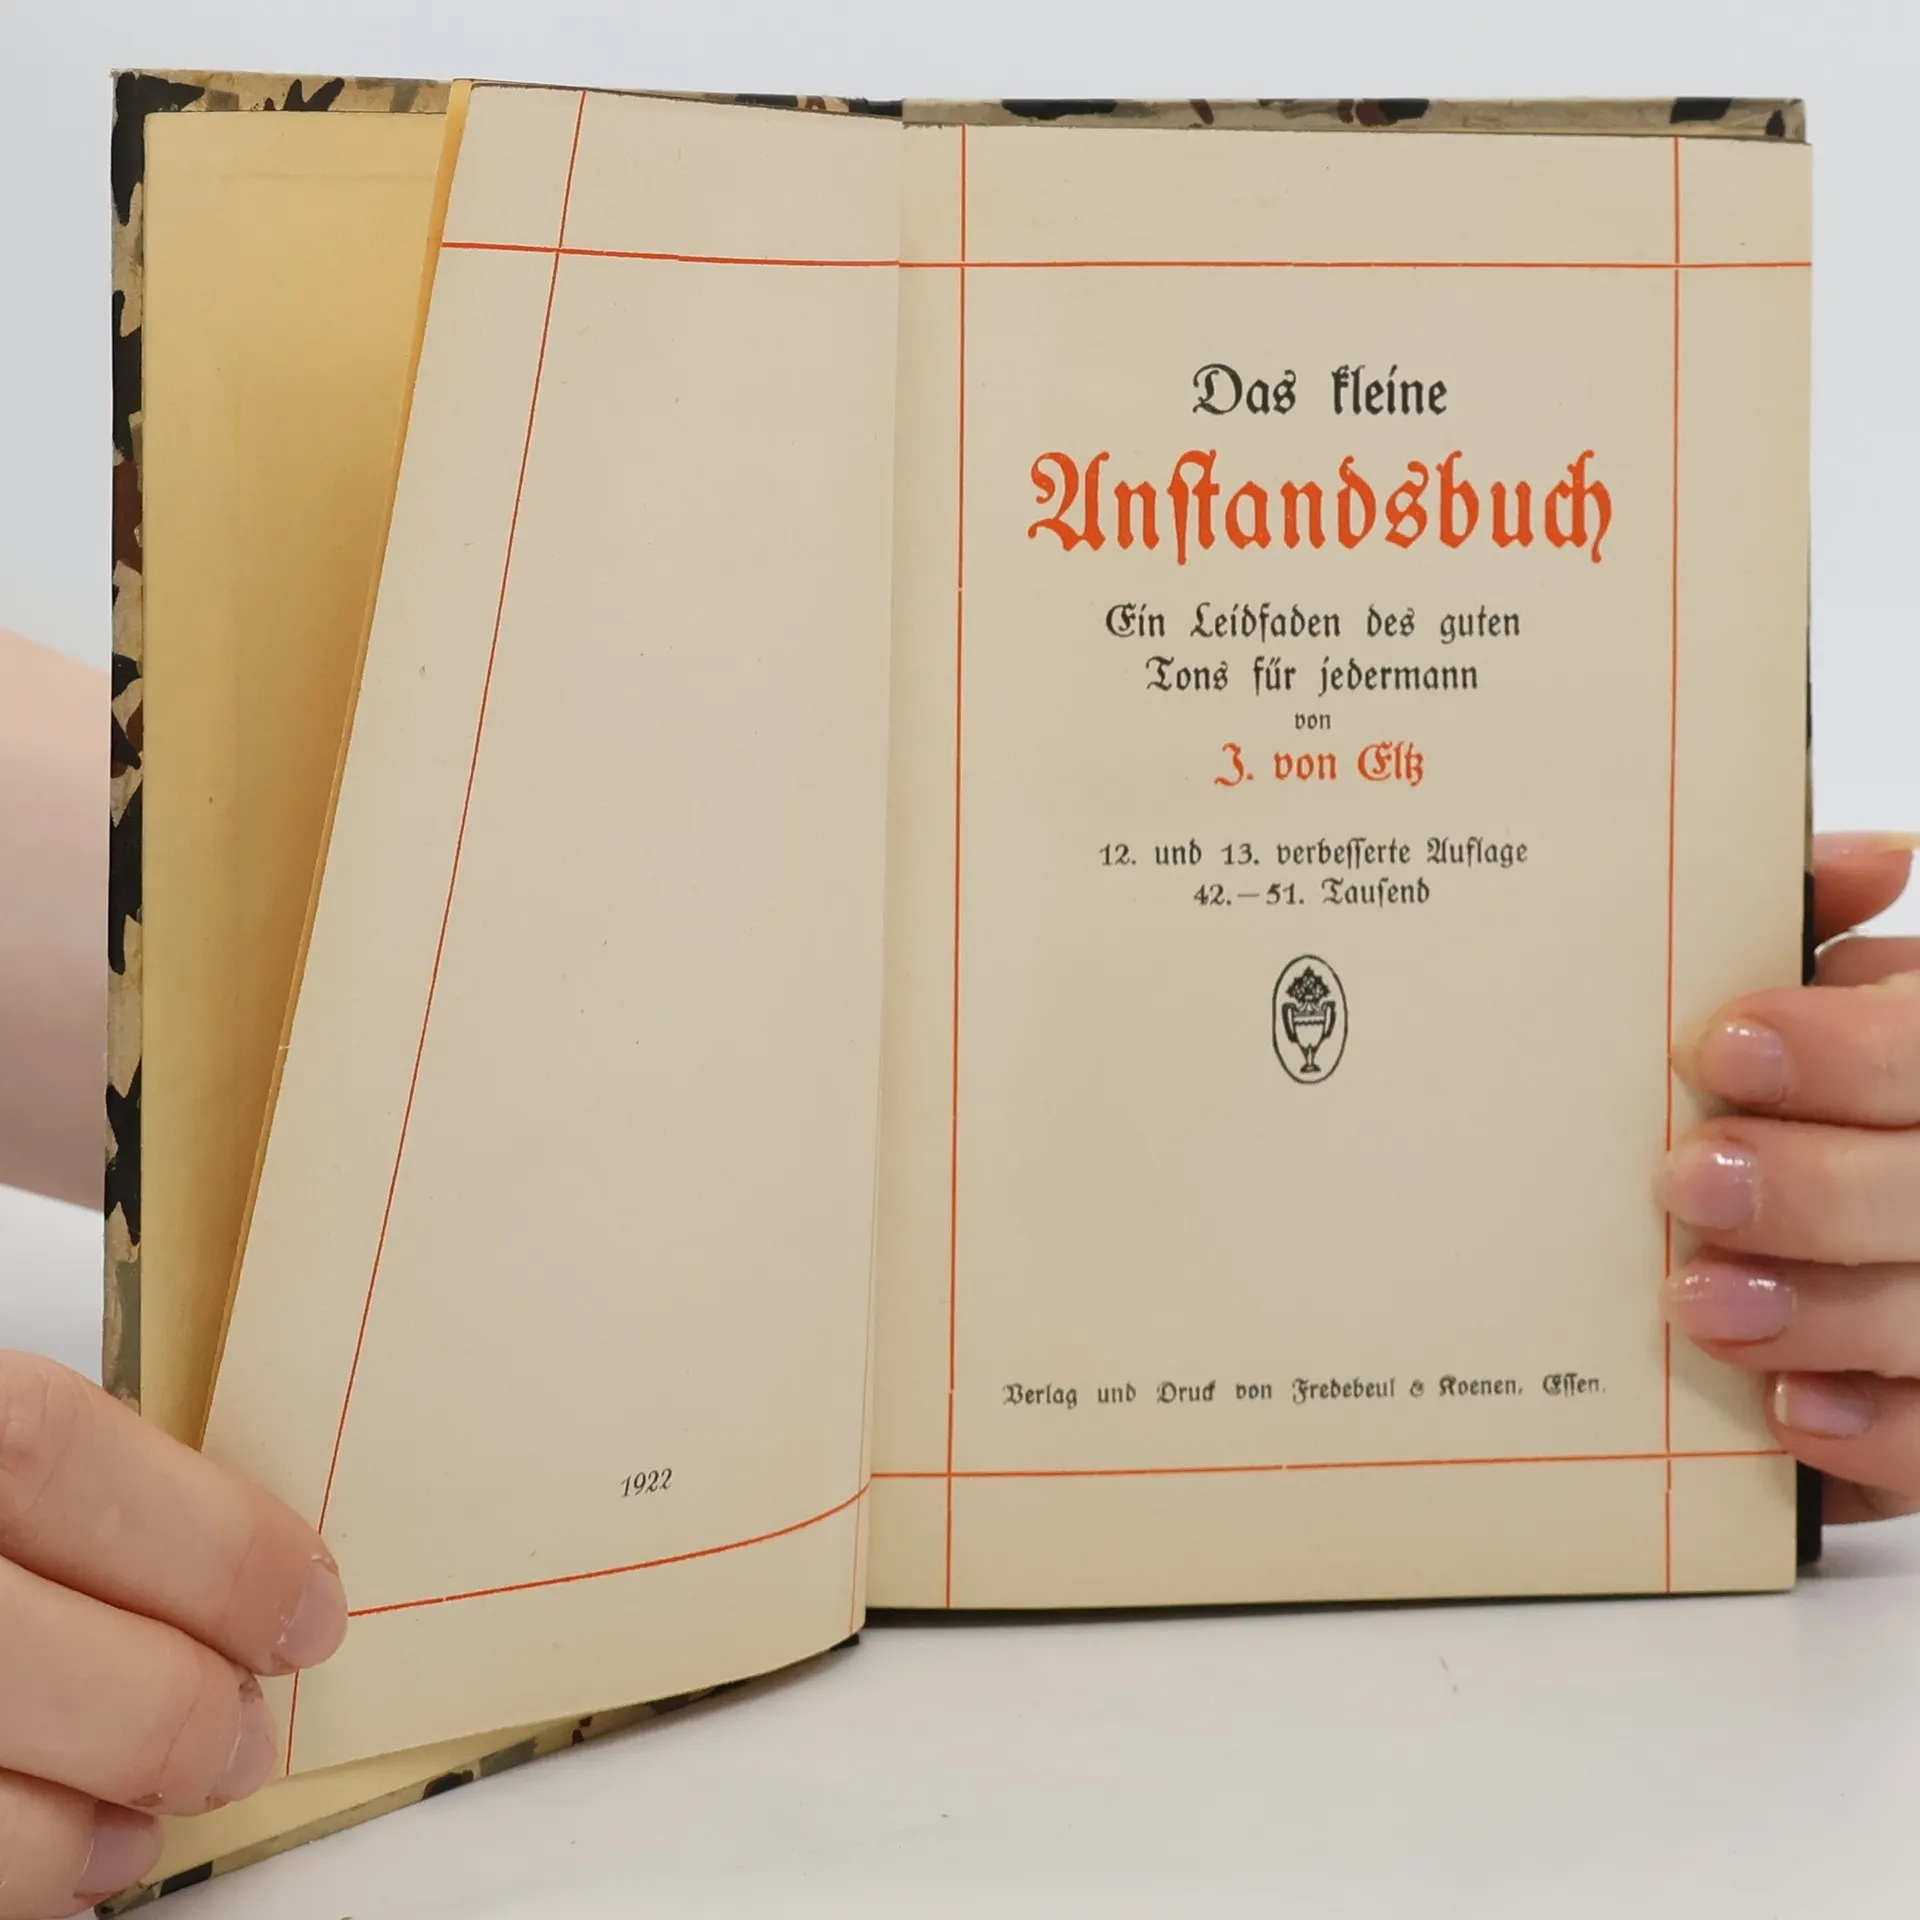 1922
Das kleine
Anſtandsbuch
Ein Leidfaden des guten
Tons für jedermann
von
J. von Eltz
12. und 13. verbeſſerte Auflage
42.—51. Tauſend
Verlag und Druck von Fredebeul & Koenen, Eſſen.